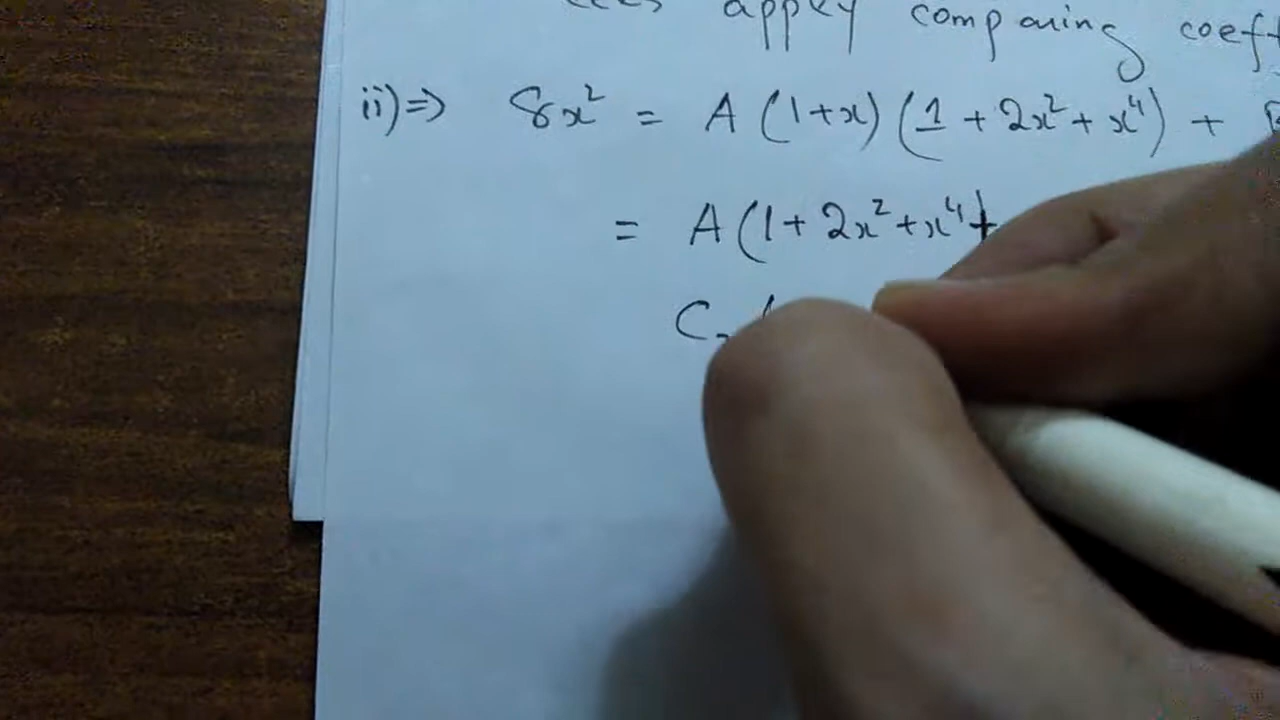 apply comparing coeff
ii) => 8x² = A (1+x) (1 + 2x² + x⁴) +
= A (1 + 2x² + x⁴ +
C